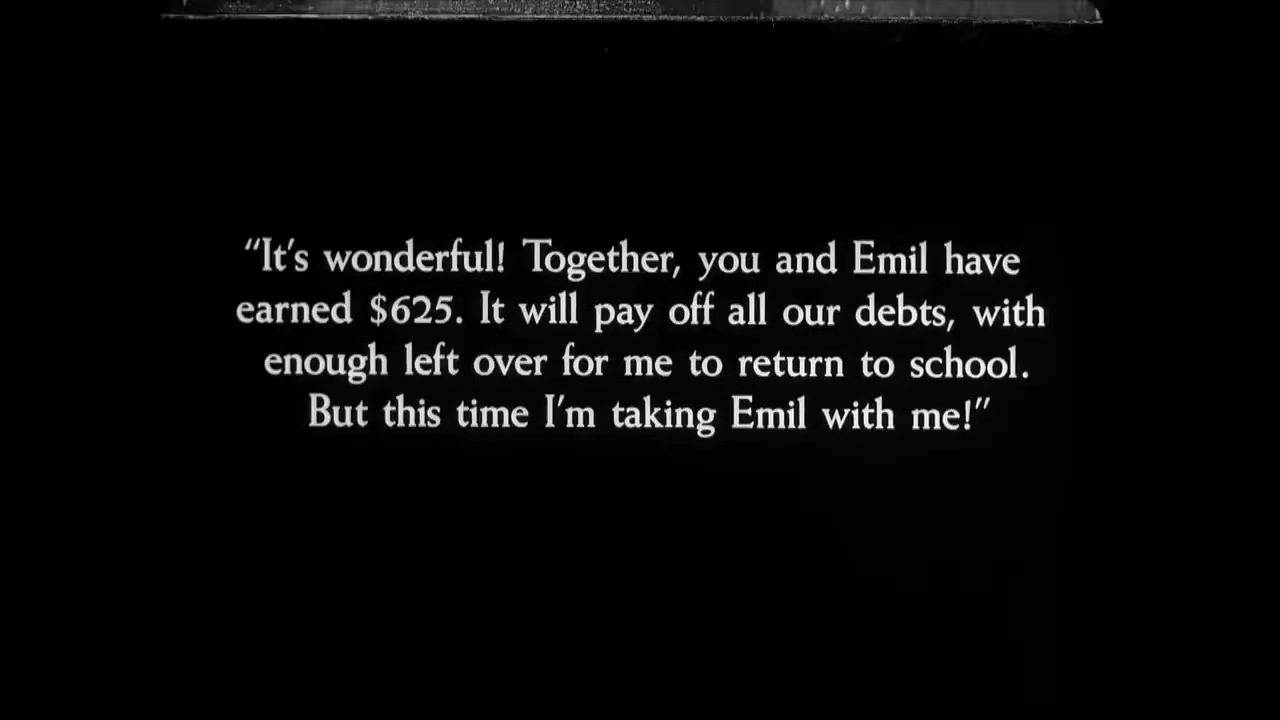 “It's wonderful! Together, you and Emil have
earned $625. It will pay off all our debts, with
enough left over for me to return to school.
But this time I'm taking Emil with me!”